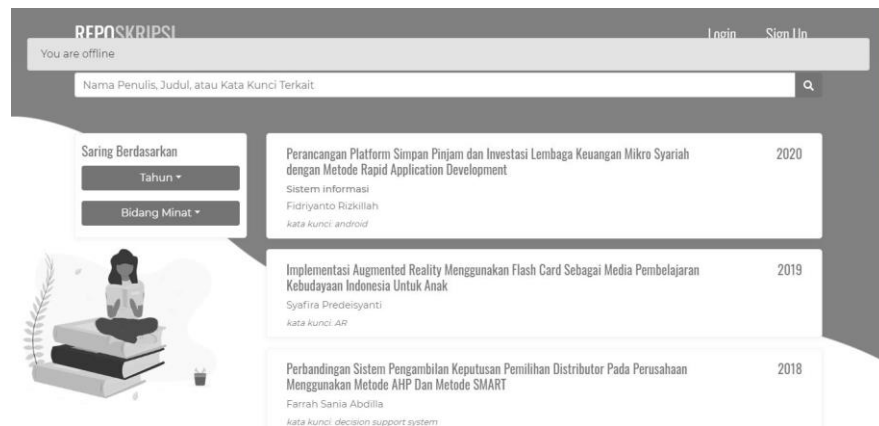 REPOSKRIPSI
Login
Sign Up
You are offline
Nama Penulis, Judul, atau Kata Kunci Terkait
Saring Berdasarkan
Tahun
Bidang Minat
Perancangan Platform Simpan Pinjam dan Investasi Lembaga Keuangan Mikro Syariah
dengan Metode Rapid Application Development
2020
Sistem informasi
Fidriyanto Rizkillah
kata kunci: android
Implementasi Augmented Reality Menggunakan Flash Card Sebagai Media Pembelajaran
Kebudayaan Indonesia Untuk Anak
2019
Syafira Predeisyanti
kata kunci: AR
Perbandingan Sistem Pengambilan Keputusan Pemilihan Distributor Pada Perusahaan
Menggunakan Metode AHP Dan Metode SMART
2018
Farrah Sania Abdilla
kata kunci: decision support system